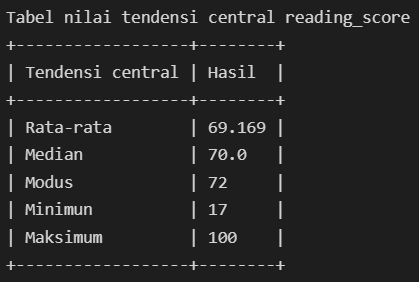 Tabel nilai tendensi central reading_score
+------------------+--------+
| Tendensi central | Hasil  |
+------------------+--------+
| Rata-rata        | 69.169 |
| Median           | 70.0   |
| Modus            | 72     |
| Minimun          | 17     |
| Maksimum         | 100    |
+------------------+--------+